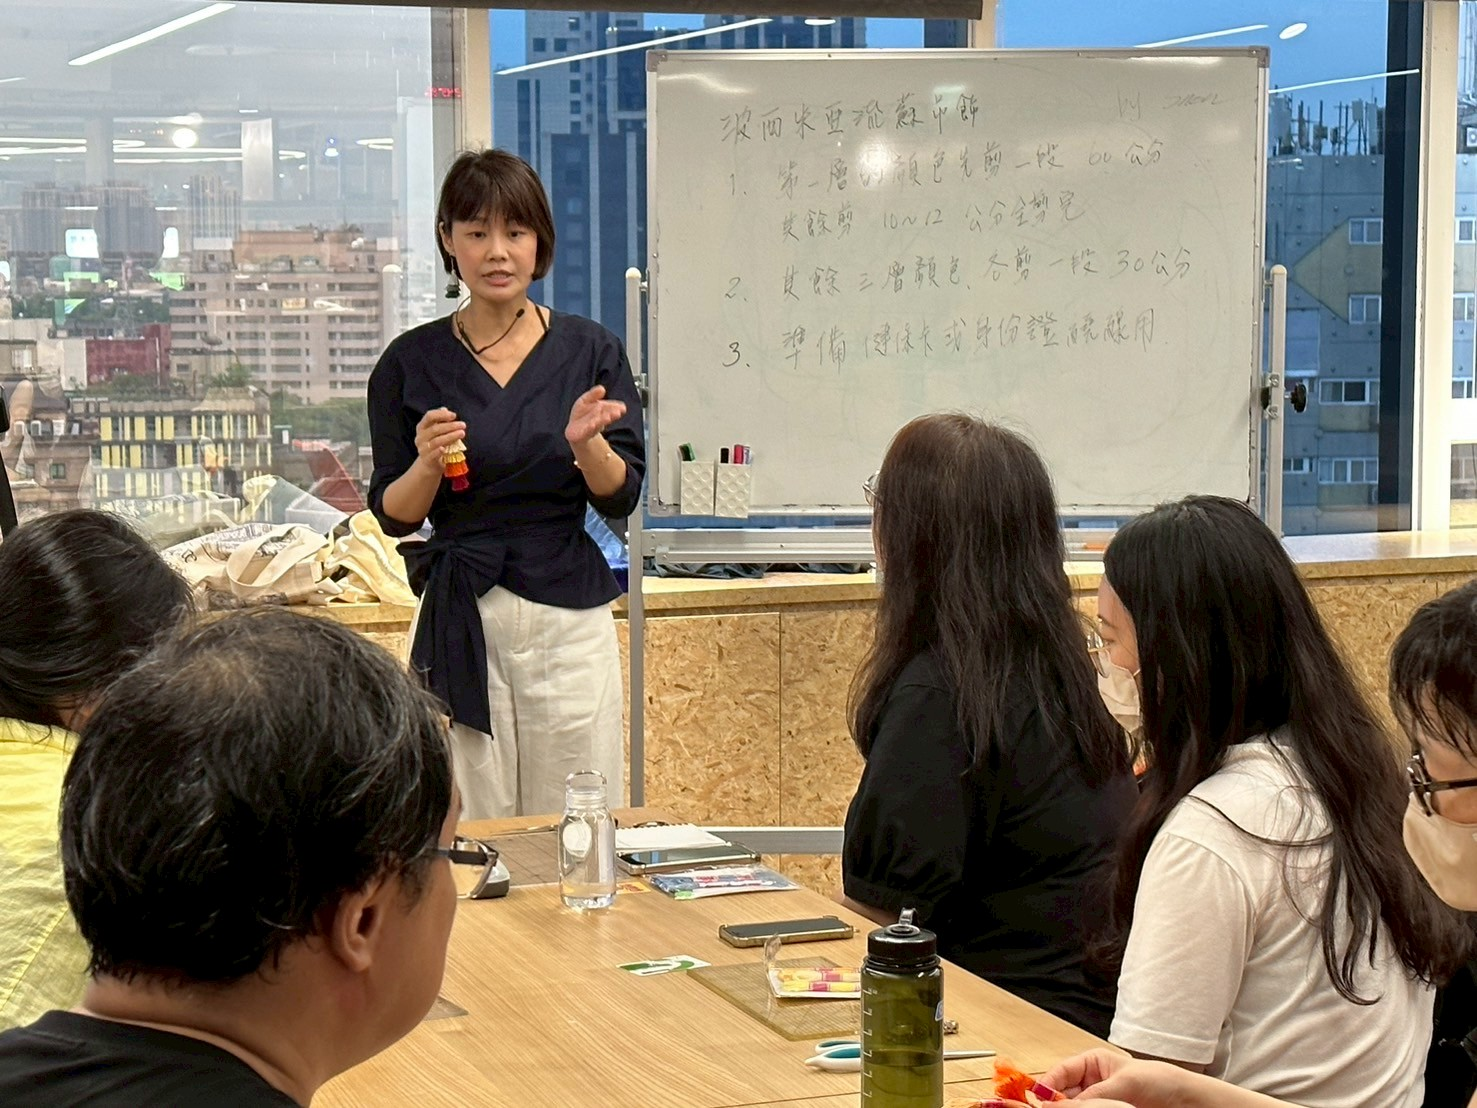 波西米亞流蘇吊飾 by
1. 第一層的顏色先剪一段 60 公分
其餘剪 10~12 公分全剪完
2. 其餘三層顏色、各剪一段 30公分
3. 準備健保卡或身份證繞線用